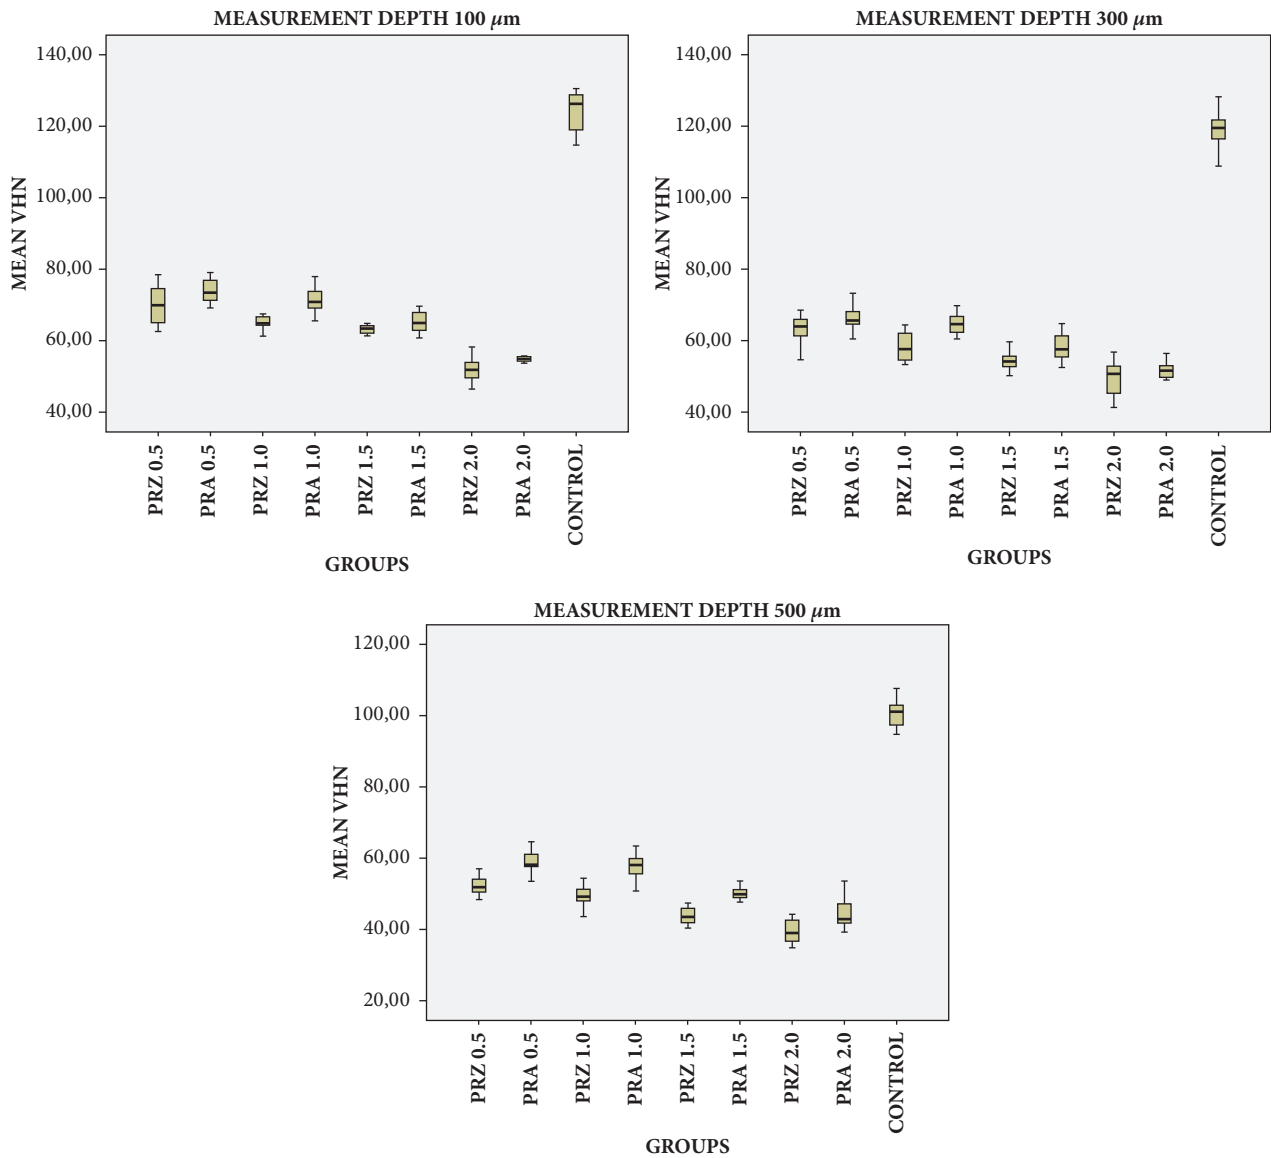 MEASUREMENT DEPTH 100 µm
140,00
120,00
100,00
80,00
60,00
40,00
MEAN VHN
PRZ 0.5
PRA 0.5
PRZ 1.0
PRA 1.0
PRZ 1.5
PRA 1.5
PRZ 2.0
PRA 2.0
CONTROL
GROUPS
MEASUREMENT DEPTH 300 µm
140,00
120,00
100,00
80,00
60,00
40,00
MEAN VHN
PRZ 0.5
PRA 0.5
PRZ 1.0
PRA 1.0
PRZ 1.5
PRA 1.5
PRZ 2.0
PRA 2.0
CONTROL
GROUPS
MEASUREMENT DEPTH 500 µm
120,00
100,00
80,00
60,00
40,00
20,00
MEAN VHN
PRZ 0.5
PRA 0.5
PRZ 1.0
PRA 1.0
PRZ 1.5
PRA 1.5
PRZ 2.0
PRA 2.0
CONTROL
GROUPS